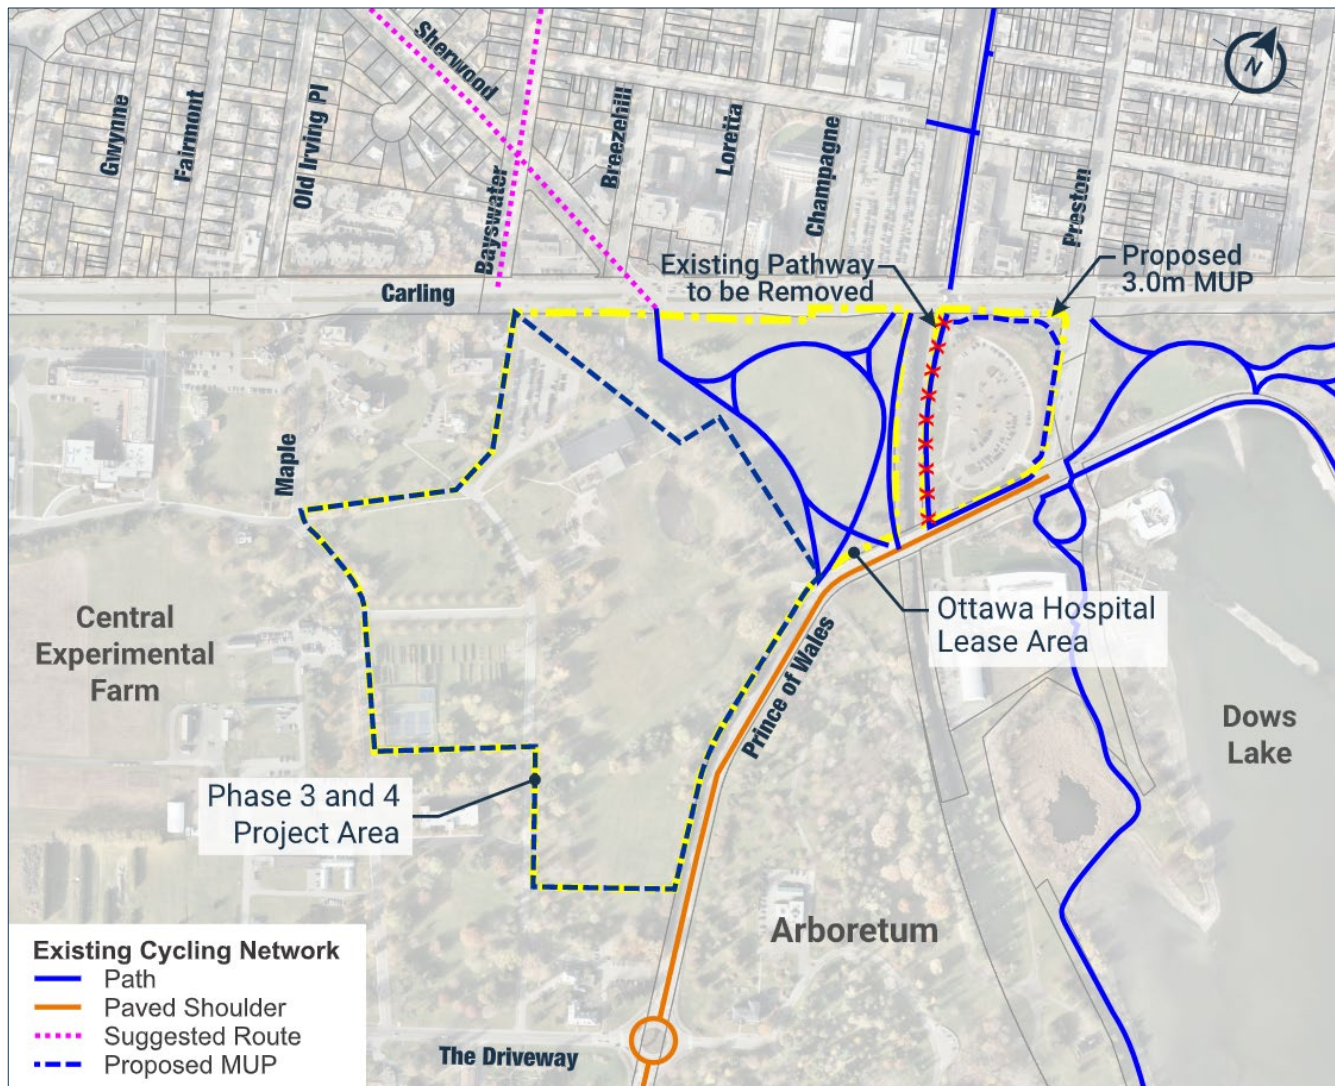 Sherwood
Gwynne
Fairmont
Old Irving Pl
Bayswater
Breezehill
Loretta
Champagne
Preston
N
Carling
Existing Pathway
to be Removed
Proposed
3.0m MUP
Maple
Central
Experimental
Farm
Ottawa Hospital
Lease Area
Prince of Wales
Dows
Lake
Phase 3 and 4
Project Area
Arboretum
The Driveway
Existing Cycling Network
Path
Paved Shoulder
Suggested Route
Proposed MUP